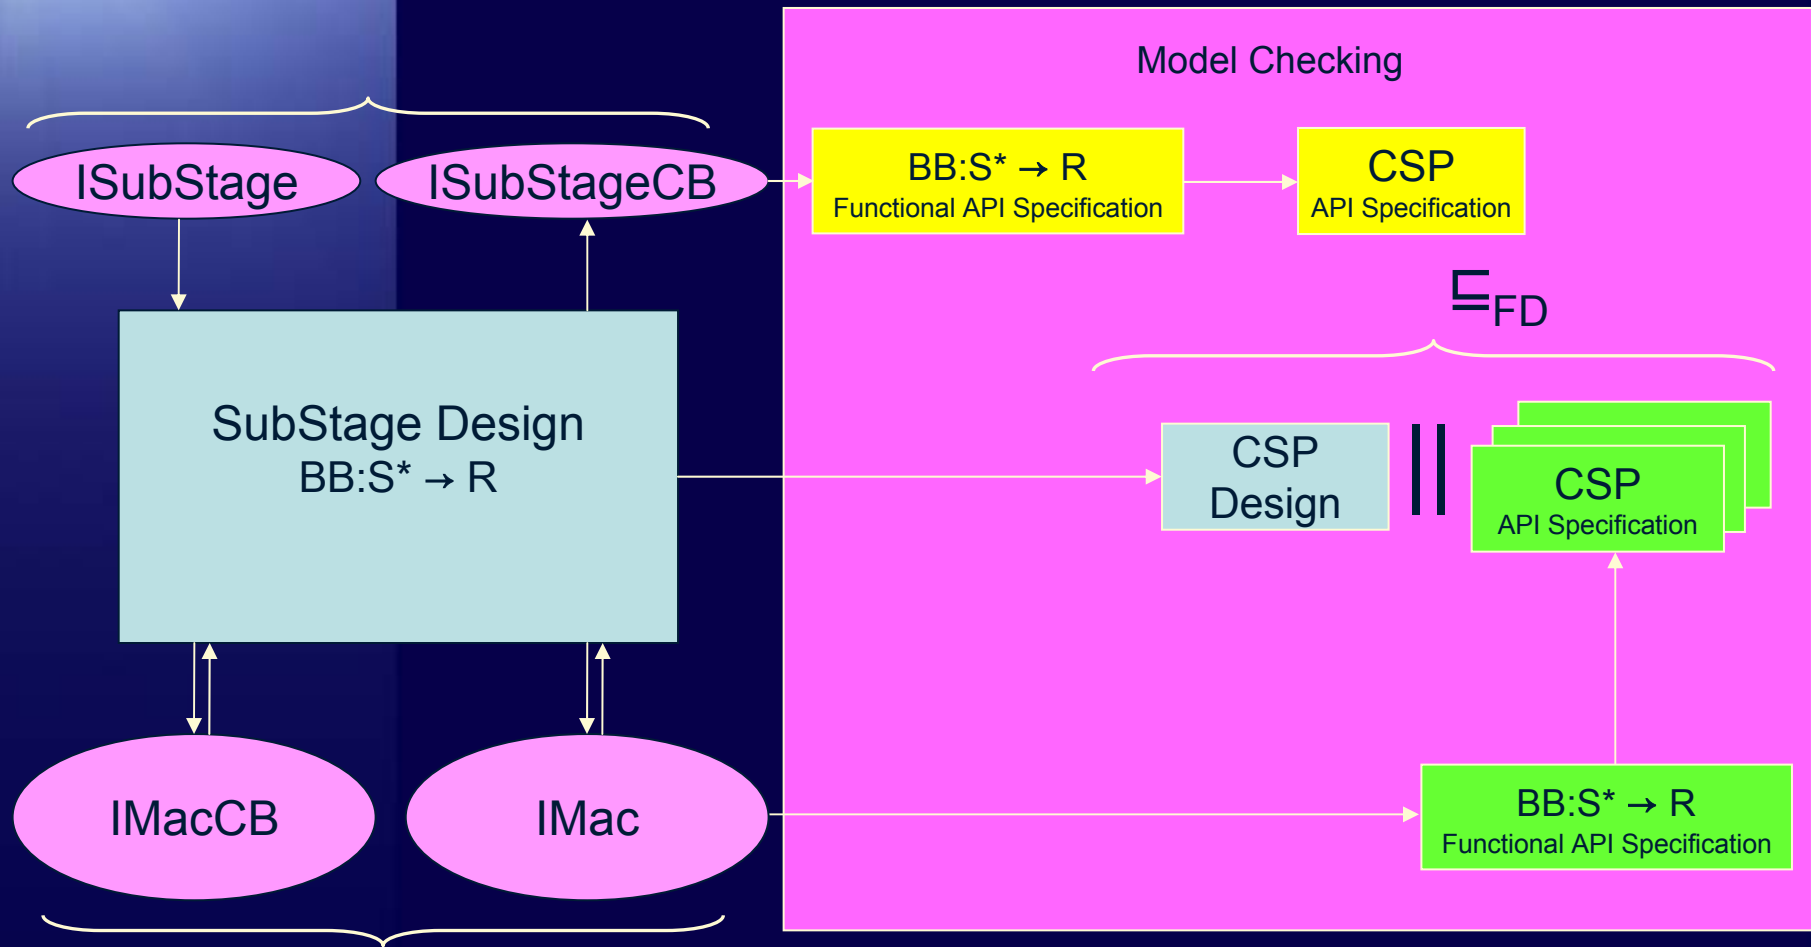 Model Checking
ISubStage
ISubStageCB
BB:S* → R
Functional API Specification
CSP
API Specification
⊑FD
SubStage Design
BB:S* → R
CSP
Design
||
CSP
API Specification
IMacCB
IMac
BB:S* → R
Functional API Specification